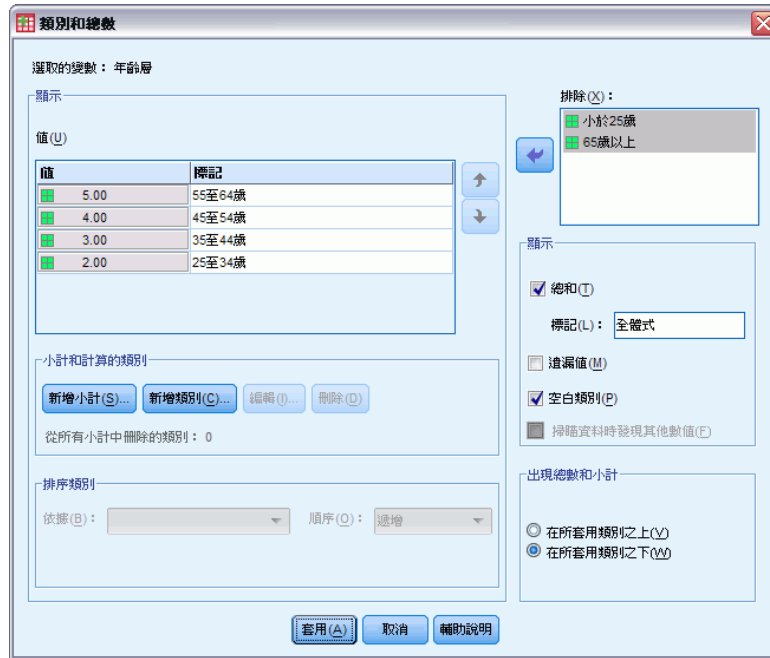 類別和總數
選取的變數：年齡層
顯示
值(U)
值 標記
5.00 55至64歲
4.00 45至54歲
3.00 35至44歲
2.00 25至34歲
小計和計算的類別
新增小計(S)... 新增類別(C)... 編輯(I)... 刪除(D)
從所有小計中刪除的類別：0
排序類別
依據(B)： 順序(O)： 遞增
排除(X)：
小於25歲
65歲以上
顯示
總和(T)
標記(L)： 全體式
遺漏值(M)
空白類別(P)
掃瞄資料時發現其他數值(F)
出現總數和小計
在所套用類別之上(V)
在所套用類別之下(W)
套用(A) 取消 輔助說明